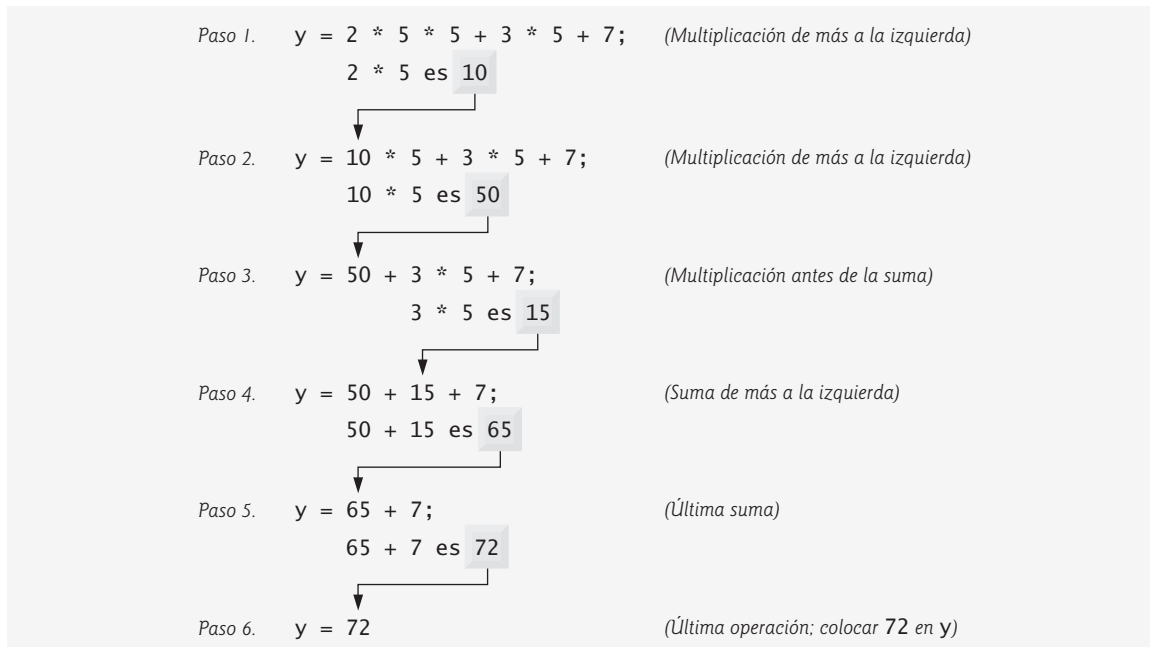 Paso 1. y = 2 * 5 * 5 + 3 * 5 + 7; (Multiplicación de más a la izquierda)
2 * 5 es 10
Paso 2. y = 10 * 5 + 3 * 5 + 7; (Multiplicación de más a la izquierda)
10 * 5 es 50
Paso 3. y = 50 + 3 * 5 + 7; (Multiplicación antes de la suma)
3 * 5 es 15
Paso 4. y = 50 + 15 + 7; (Suma de más a la izquierda)
50 + 15 es 65
Paso 5. y = 65 + 7; (Última suma)
65 + 7 es 72
Paso 6. y = 72 (Última operación; colocar 72 en y)